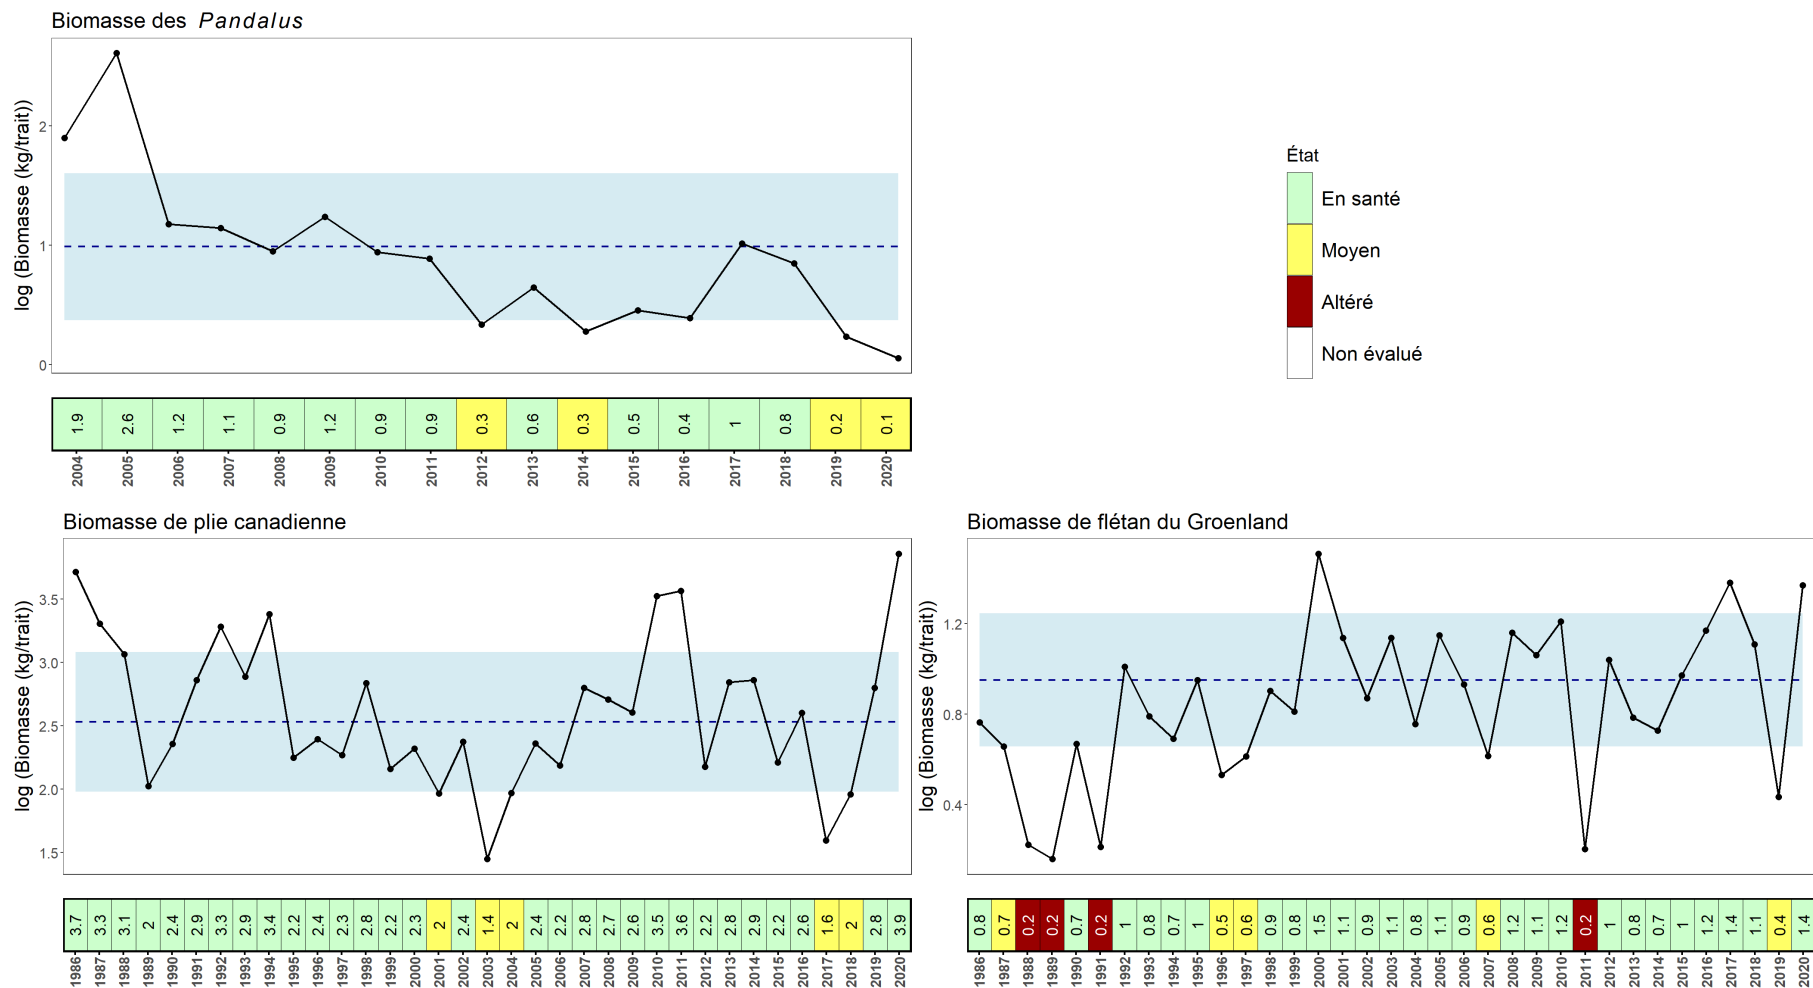 Biomasse des Pandalus
log (Biomasse (kg/trait))
2
1
0
1.9 2.6 1.2 1.1 0.9 1.2 0.9 0.9 0.3 0.6 0.3 0.5 0.4 1 0.8 0.2 0.1
2004 2005 2006 2007 2008 2009 2010 2011 2012 2013 2014 2015 2016 2017 2018 2019 2020
État
En santé
Moyen
Altéré
Non évalué
Biomasse de plie canadienne
log (Biomasse (kg/trait))
3.5
3.0
2.5
2.0
1.5
3.7 3.3 3.1 2 2.4 2.9 3.3 2.9 3.4 2.2 2.4 2.3 2.8 2.2 2.3 2 2.4 1.4 2 2.4 2.2 2.8 2.7 2.6 3.5 3.6 2.2 2.8 2.9 2.2 2.6 1.6 2 2.8 3.9
1986 1987 1988 1989 1990 1991 1992 1993 1994 1995 1996 1997 1998 1999 2000 2001 2002 2003 2004 2005 2006 2007 2008 2009 2010 2011 2012 2013 2014 2015 2016 2017 2018 2019 2020
Biomasse de flétan du Groenland
log (Biomasse (kg/trait))
1.2
0.8
0.4
0.8 0.7 0.2 0.2 0.7 0.2 1 0.8 0.7 1 0.5 0.6 0.9 0.8 1.5 1.1 0.9 1.1 0.8 1.1 0.9 0.6 1.2 1.1 1.2 0.2 1 0.8 0.7 1 1.2 1.4 1.1 0.4 1.4
1986 1987 1988 1989 1990 1991 1992 1993 1994 1995 1996 1997 1998 1999 2000 2001 2002 2003 2004 2005 2006 2007 2008 2009 2010 2011 2012 2013 2014 2015 2016 2017 2018 2019 2020